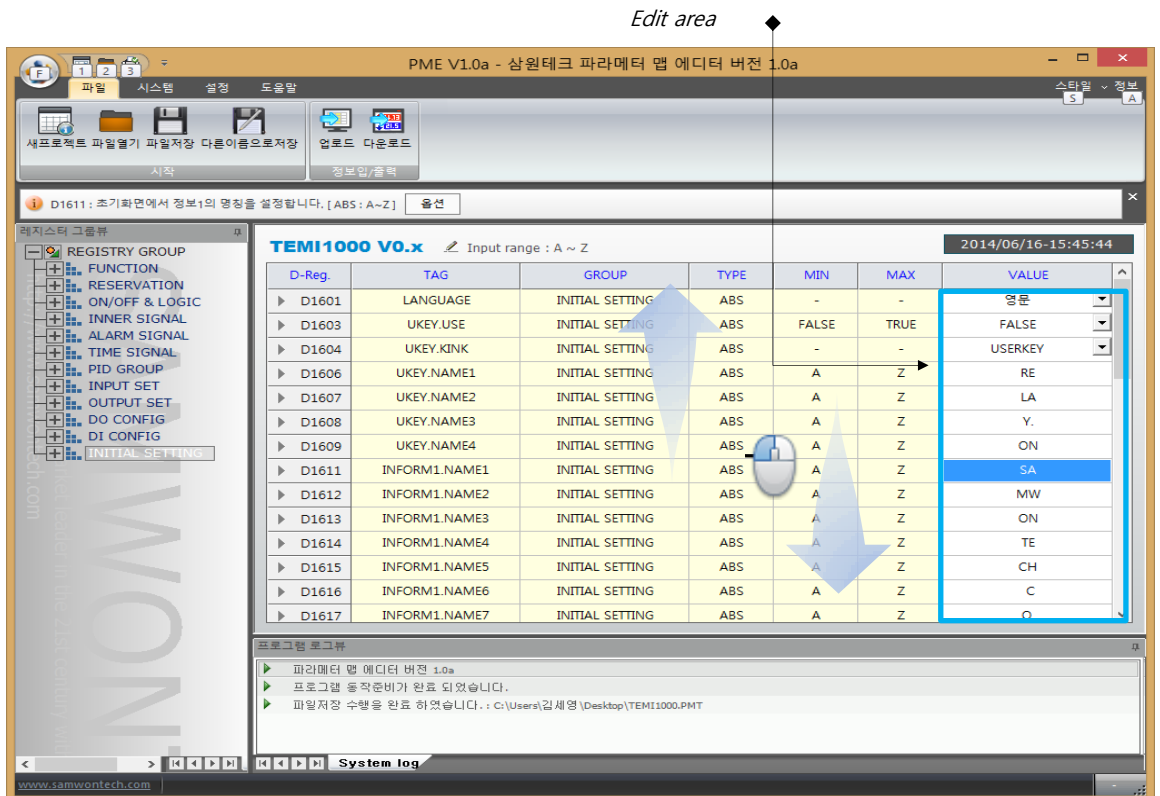 Edit area
F
1 2 3
PME V1.0a - 삼원테크 파라메터 맵 에디터 버전 1.0a
파일 시스템 설정 도움말 스타일 정보
S A
새프로젝트 파일열기 파일저장 다른이름으로저장 업로드 다운로드
시작 정보입/출력
D1611 : 초기화면에서 정보1의 명칭을 설정합니다. [ ABS : A~Z ] 옵션
레지스터 그룹뷰
REGISTRY GROUP
FUNCTION
RESERVATION
ON/OFF & LOGIC
INNER SIGNAL
ALARM SIGNAL
TIME SIGNAL
PID GROUP
INPUT SET
OUTPUT SET
DO CONFIG
DI CONFIG
INITIAL SETTING
TEMI1000 V0.x Input range : A ~ Z 2014/06/16-15:45:44
D-Reg. TAG GROUP TYPE MIN MAX VALUE
D1601 LANGUAGE INITIAL SETTING ABS - - 영문
D1603 UKEY.USE INITIAL SETTING ABS FALSE TRUE FALSE
D1604 UKEY.KINK INITIAL SETTING ABS - - USERKEY
D1606 UKEY.NAME1 INITIAL SETTING ABS A Z RE
D1607 UKEY.NAME2 INITIAL SETTING ABS A Z LA
D1608 UKEY.NAME3 INITIAL SETTING ABS A Z Y.
D1609 UKEY.NAME4 INITIAL SETTING ABS A Z ON
D1611 INFORM1.NAME1 INITIAL SETTING ABS A Z SA
D1612 INFORM1.NAME2 INITIAL SETTING ABS A Z MW
D1613 INFORM1.NAME3 INITIAL SETTING ABS A Z ON
D1614 INFORM1.NAME4 INITIAL SETTING ABS A Z TE
D1615 INFORM1.NAME5 INITIAL SETTING ABS A Z CH
D1616 INFORM1.NAME6 INITIAL SETTING ABS A Z C
D1617 INFORM1.NAME7 INITIAL SETTING ABS A Z O
프로그램 로그뷰
파라메터 맵 에디터 버전 1.0a
프로그램 동작준비가 완료 되었습니다.
파일저장 수행을 완료 하였습니다. : C:\Users\김세영\Desktop\TEMI1000.PMT
System log
www.samwontech.com